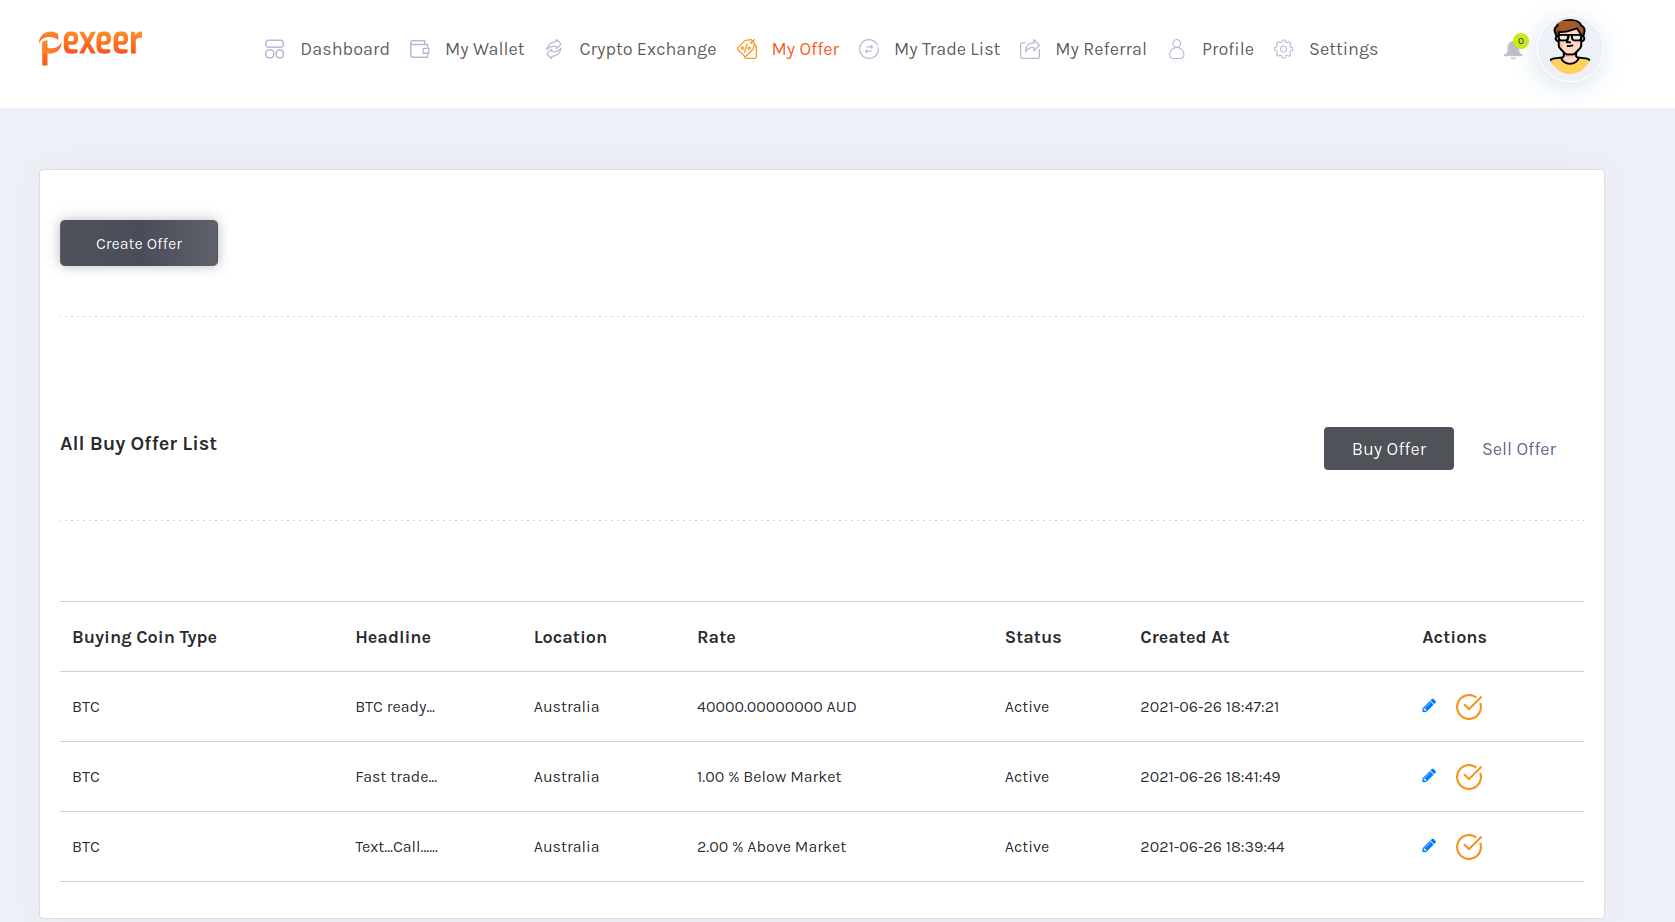 pexeer
Dashboard My Wallet Crypto Exchange My Offer My Trade List My Referral Profile Settings 0
Create Offer
All Buy Offer List Buy Offer Sell Offer
Buying Coin Type Headline Location Rate Status Created At Actions
BTC BTC ready... Australia 40000.00000000 AUD Active 2021-06-26 18:47:21
BTC Fast trade... Australia 1.00 % Below Market Active 2021-06-26 18:41:49
BTC Text...Call...... Australia 2.00 % Above Market Active 2021-06-26 18:39:44